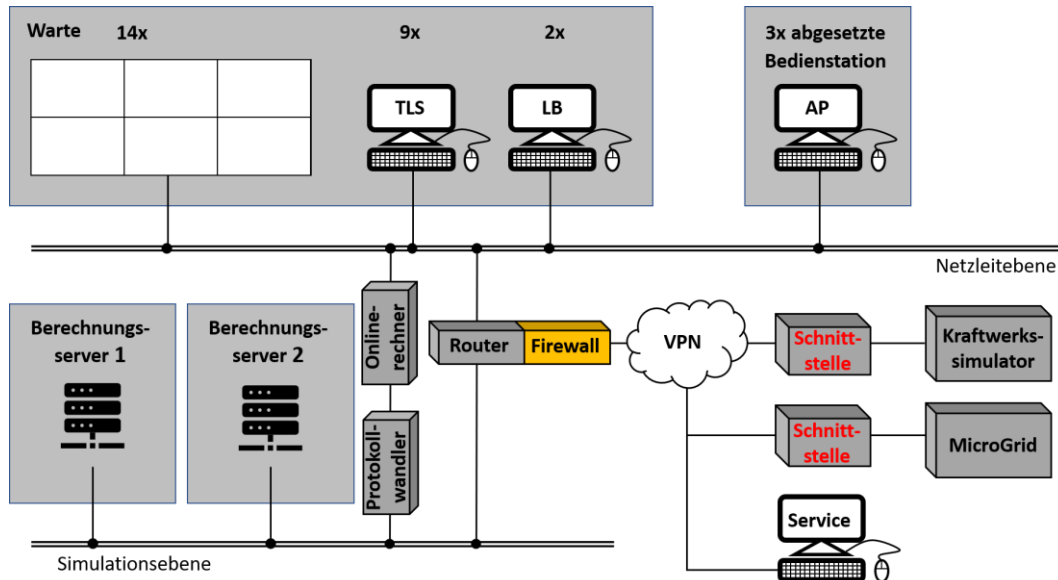 Warte
14x
9x
2x
3x abgesetzte
Bedienstation
TLS
LB
AP
Netzleitebene
Berechnungs-
server 1
Berechnungs-
server 2
Online-
rechner
Protokoll-
wandler
Router
Firewall
VPN
Schnitt-
stelle
Kraftwerks-
simulator
Schnitt-
stelle
MicroGrid
Service
Simulationsebene